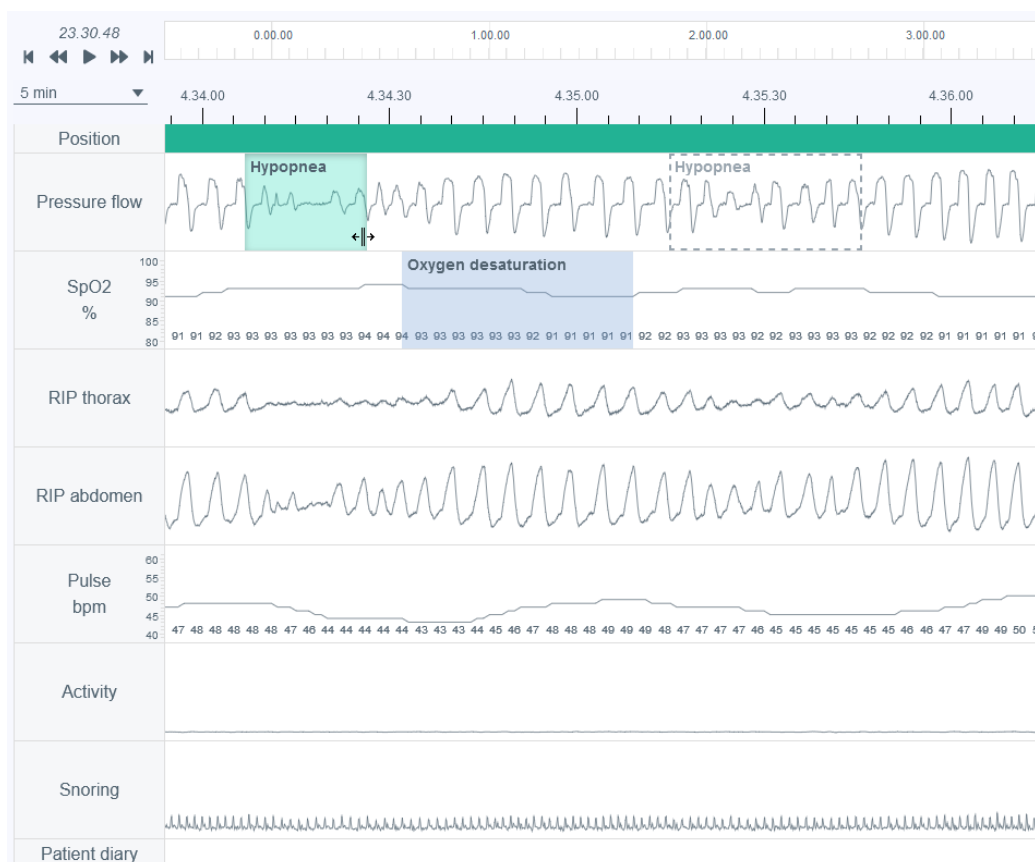 23.30.48
0.00.00 1.00.00 2.00.00 3.00.00
5 min
4.34.00 4.34.30 4.35.00 4.35.30 4.36.00
Position
Hypopnea Hypopnea
Pressure flow
Oxygen desaturation
SpO2
%
100
95
90
85
80
91 91 92 93 93 93 93 93 93 93 94 94 94 93 93 93 93 93 93 92 91 91 91 91 91 92 92 93 93 93 93 92 92 93 93 93 93 92 92 92 92 91 91 91 91 91
RIP thorax
RIP abdomen
Pulse
bpm
60
55
50
45
40
47 48 48 48 48 48 47 46 44 44 44 44 44 43 43 43 44 45 46 47 48 48 49 49 49 48 47 47 47 47 46 45 45 45 45 45 45 45 46 46 47 47 49 49 50
Activity
Snoring
Patient diary